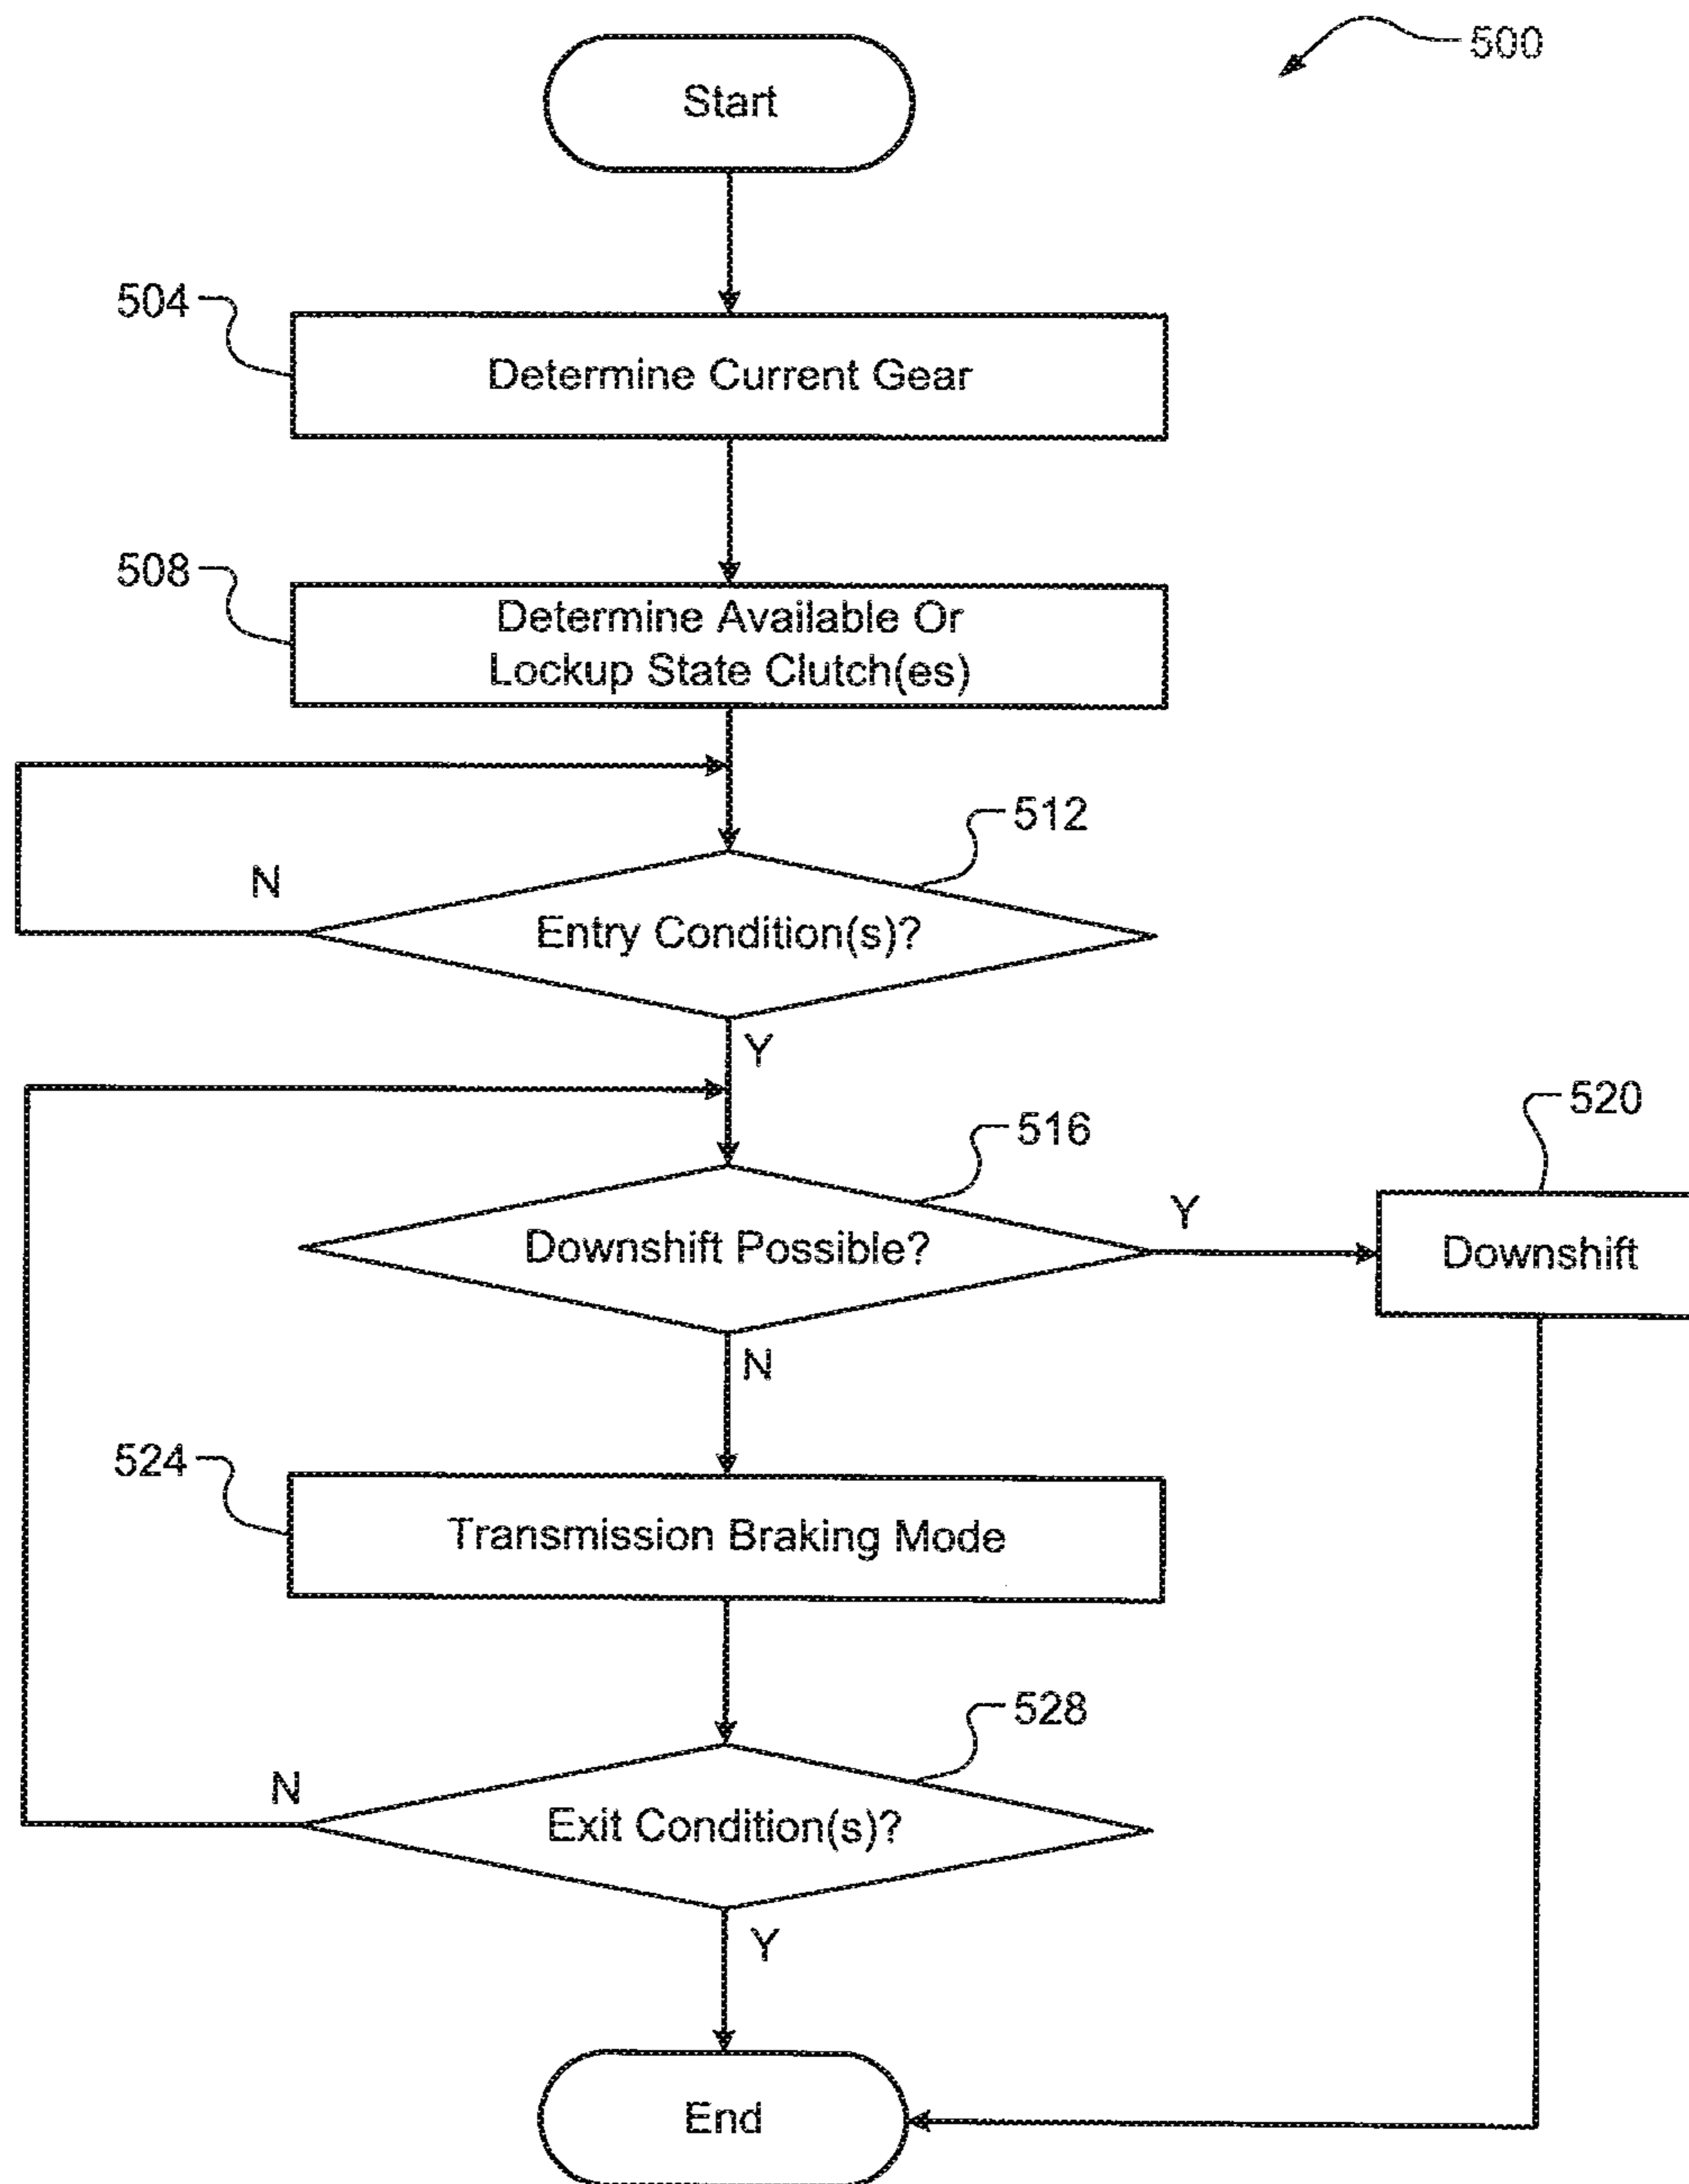 500
Start
504
Determine Current Gear
508
Determine Available Or
Lockup State Clutch(es)
512
N
Entry Condition(s)?
Y
516
520
Y
Downshift Possible?
Downshift
N
524
Transmission Braking Mode
528
N
Exit Condition(s)?
Y
End